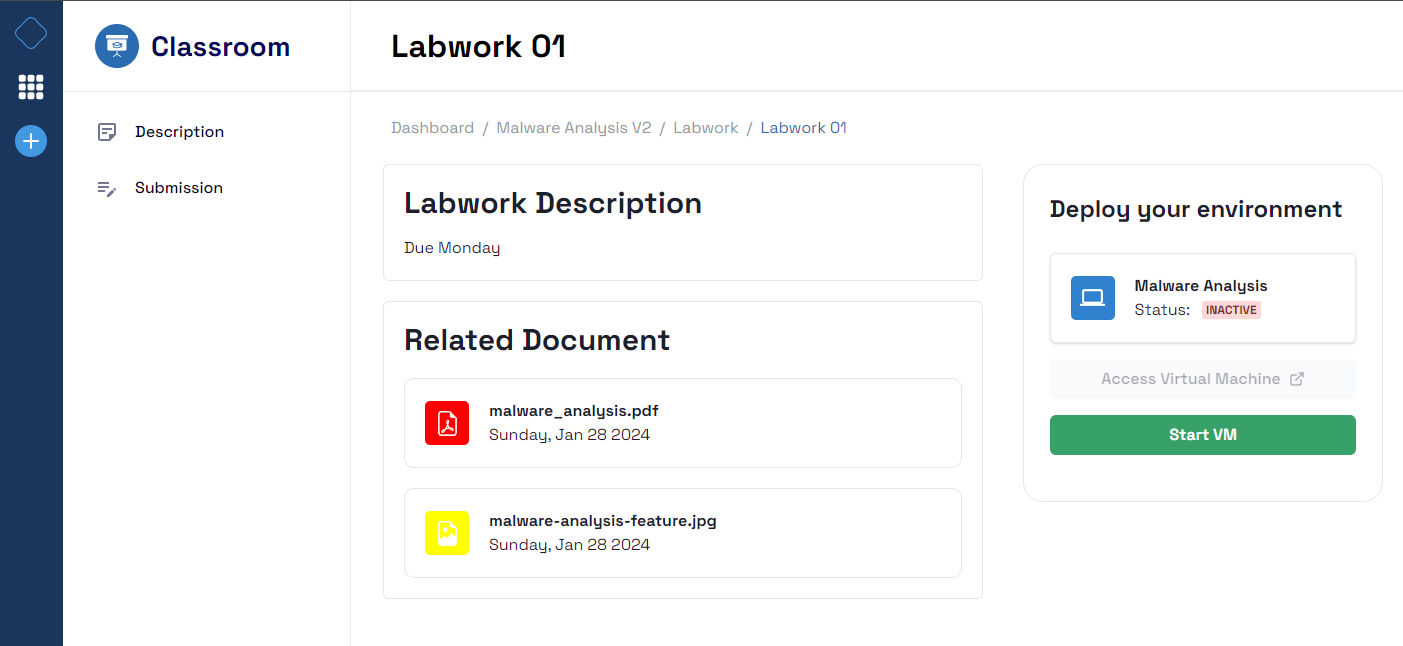 Classroom
Labwork 01
Description
Submission
Dashboard / Malware Analysis V2 / Labwork / Labwork 01
Labwork Description
Due Monday
Related Document
malware_analysis.pdf
Sunday, Jan 28 2024
malware-analysis-feature.jpg
Sunday, Jan 28 2024
Deploy your environment
Malware Analysis
Status: INACTIVE
Access Virtual Machine
Start VM